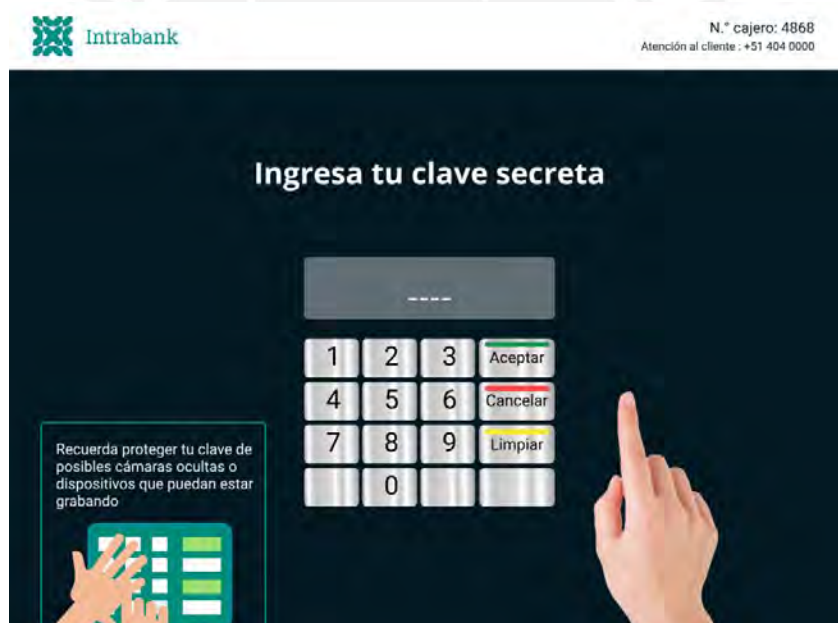 Intrabank
N.° cajero: 4868
Atención al cliente : +51 404 0000
Ingresa tu clave secreta
----
1 2 3 Aceptar
4 5 6 Cancelar
7 8 9 Limpiar
0
Recuerda proteger tu clave de
posibles cámaras ocultas o
dispositivos que puedan estar
grabando